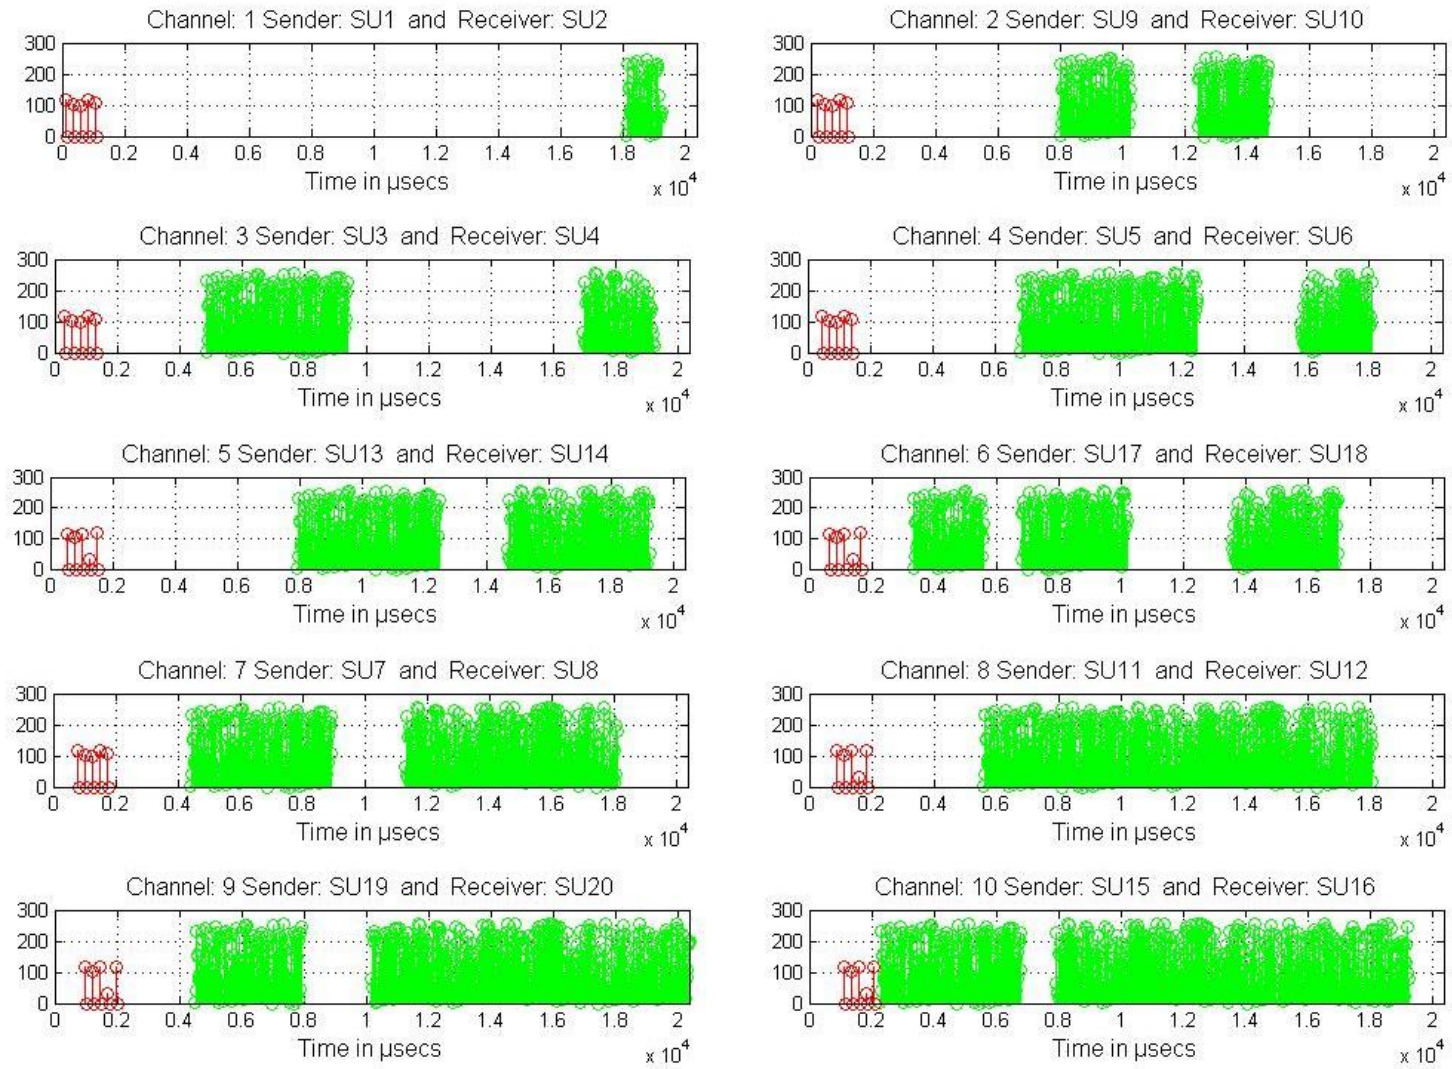 Channel: 1 Sender: SU1 and Receiver: SU2
300
200
100
0
0 0.2 0.4 0.6 0.8 1 1.2 1.4 1.6 1.8 2
Time in µsecs
x 10^4
Channel: 2 Sender: SU9 and Receiver: SU10
300
200
100
0
0 0.2 0.4 0.6 0.8 1 1.2 1.4 1.6 1.8 2
Time in µsecs
x 10^4
Channel: 3 Sender: SU3 and Receiver: SU4
300
200
100
0
0 0.2 0.4 0.6 0.8 1 1.2 1.4 1.6 1.8 2
Time in µsecs
x 10^4
Channel: 4 Sender: SU5 and Receiver: SU6
300
200
100
0
0 0.2 0.4 0.6 0.8 1 1.2 1.4 1.6 1.8 2
Time in µsecs
x 10^4
Channel: 5 Sender: SU13 and Receiver: SU14
300
200
100
0
0 0.2 0.4 0.6 0.8 1 1.2 1.4 1.6 1.8 2
Time in µsecs
x 10^4
Channel: 6 Sender: SU17 and Receiver: SU18
300
200
100
0
0 0.2 0.4 0.6 0.8 1 1.2 1.4 1.6 1.8 2
Time in µsecs
x 10^4
Channel: 7 Sender: SU7 and Receiver: SU8
300
200
100
0
0 0.2 0.4 0.6 0.8 1 1.2 1.4 1.6 1.8 2
Time in µsecs
x 10^4
Channel: 8 Sender: SU11 and Receiver: SU12
300
200
100
0
0 0.2 0.4 0.6 0.8 1 1.2 1.4 1.6 1.8 2
Time in µsecs
x 10^4
Channel: 9 Sender: SU19 and Receiver: SU20
300
200
100
0
0 0.2 0.4 0.6 0.8 1 1.2 1.4 1.6 1.8 2
Time in µsecs
x 10^4
Channel: 10 Sender: SU15 and Receiver: SU16
300
200
100
0
0 0.2 0.4 0.6 0.8 1 1.2 1.4 1.6 1.8 2
Time in µsecs
x 10^4